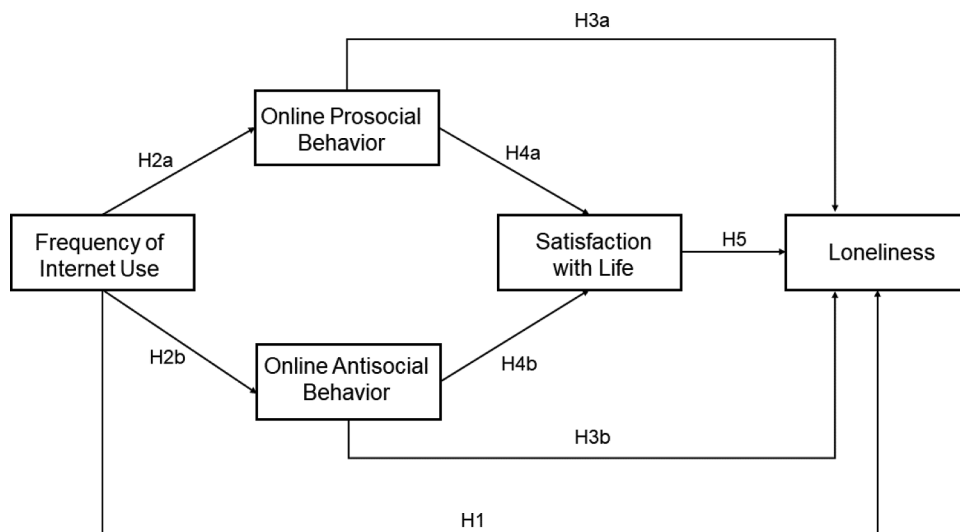 H3a
Online Prosocial
Behavior
H2a
H4a
Frequency of
Internet Use
Satisfaction
with Life
H5
Loneliness
H2b
Online Antisocial
Behavior
H4b
H3b
H1